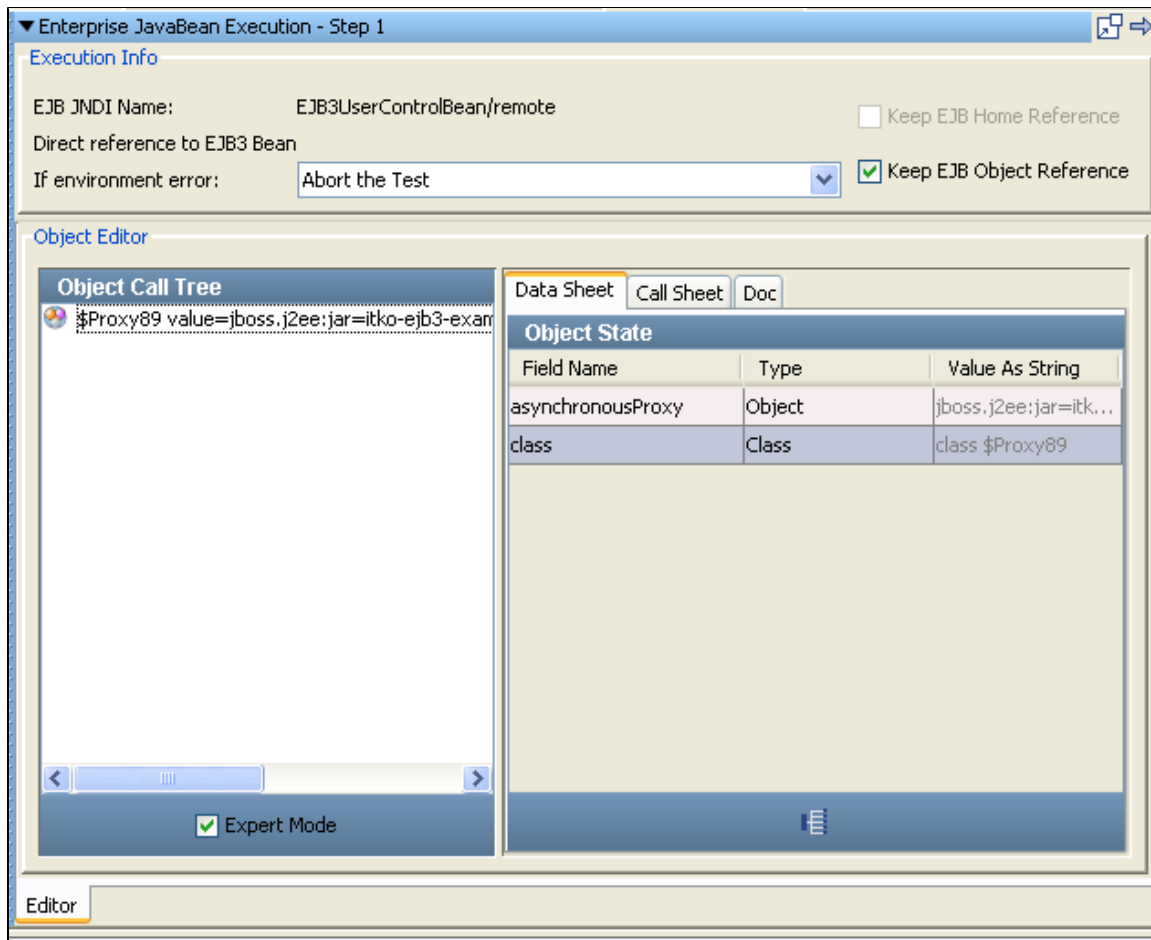 Enterprise JavaBean Execution - Step 1
Execution Info
EJB JNDI Name: EJB3UserControlBean/remote
Keep EJB Home Reference
Direct reference to EJB3 Bean
If environment error: Abort the Test
Keep EJB Object Reference
Object Editor
Object Call Tree
$Proxy89 value=jboss.j2ee:jar=itko-ejb3-exam
Data Sheet Call Sheet Doc
Object State
Field Name Type Value As String
asynchronousProxy Object jboss.j2ee:jar=itk...
class Class class $Proxy89
Expert Mode
Editor